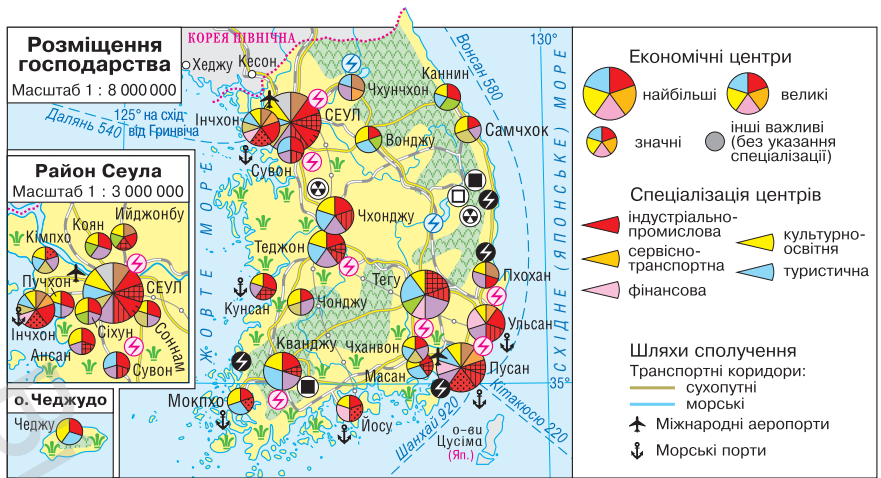 Розміщення
господарства
Масштаб 1 : 8 000 000
КОРЕЯ ПІВНІЧНА
Хеджу
Кесон
Далянь 540
125° на схід
від Гринвіча
Інчхон
СЕУЛ
Сувон
Чхунчхон
Каннин
Вонджу
Самчхок
Вонсан 580
130°
Район Сеула
Масштаб 1 : 3 000 000
Ийджонбу
Коян
Кімпхо
Пучхон
СЕУЛ
Інчхон
Сіхун
Соннам
Ансан
Сувон
о. Чеджудо
Чеджу
ЖОВТЕ МОРЕ
СХІДНЕ (ЯПОНСЬКЕ) МОРЕ
Чхонджу
Теджон
Тегу
Пхохан
Кунсан
Чонджу
Ульсан
Кванджу
Чханвон
Масан
Пусан
35°
Мокпхо
Йосу
Шанхай 920
Кітакюсю 220
о-ви
Цусіма
(Яп.)
Економічні центри
найбільші
великі
значні
інші важливі
(без указання
спеціалізації)
Спеціалізація центрів
індустріально-
промислова
сервісно-
транспортна
фінансова
культурно-
освітня
туристична
Шляхи сполучення
Транспортні коридори:
сухопутні
морські
Міжнародні аеропорти
Морські порти